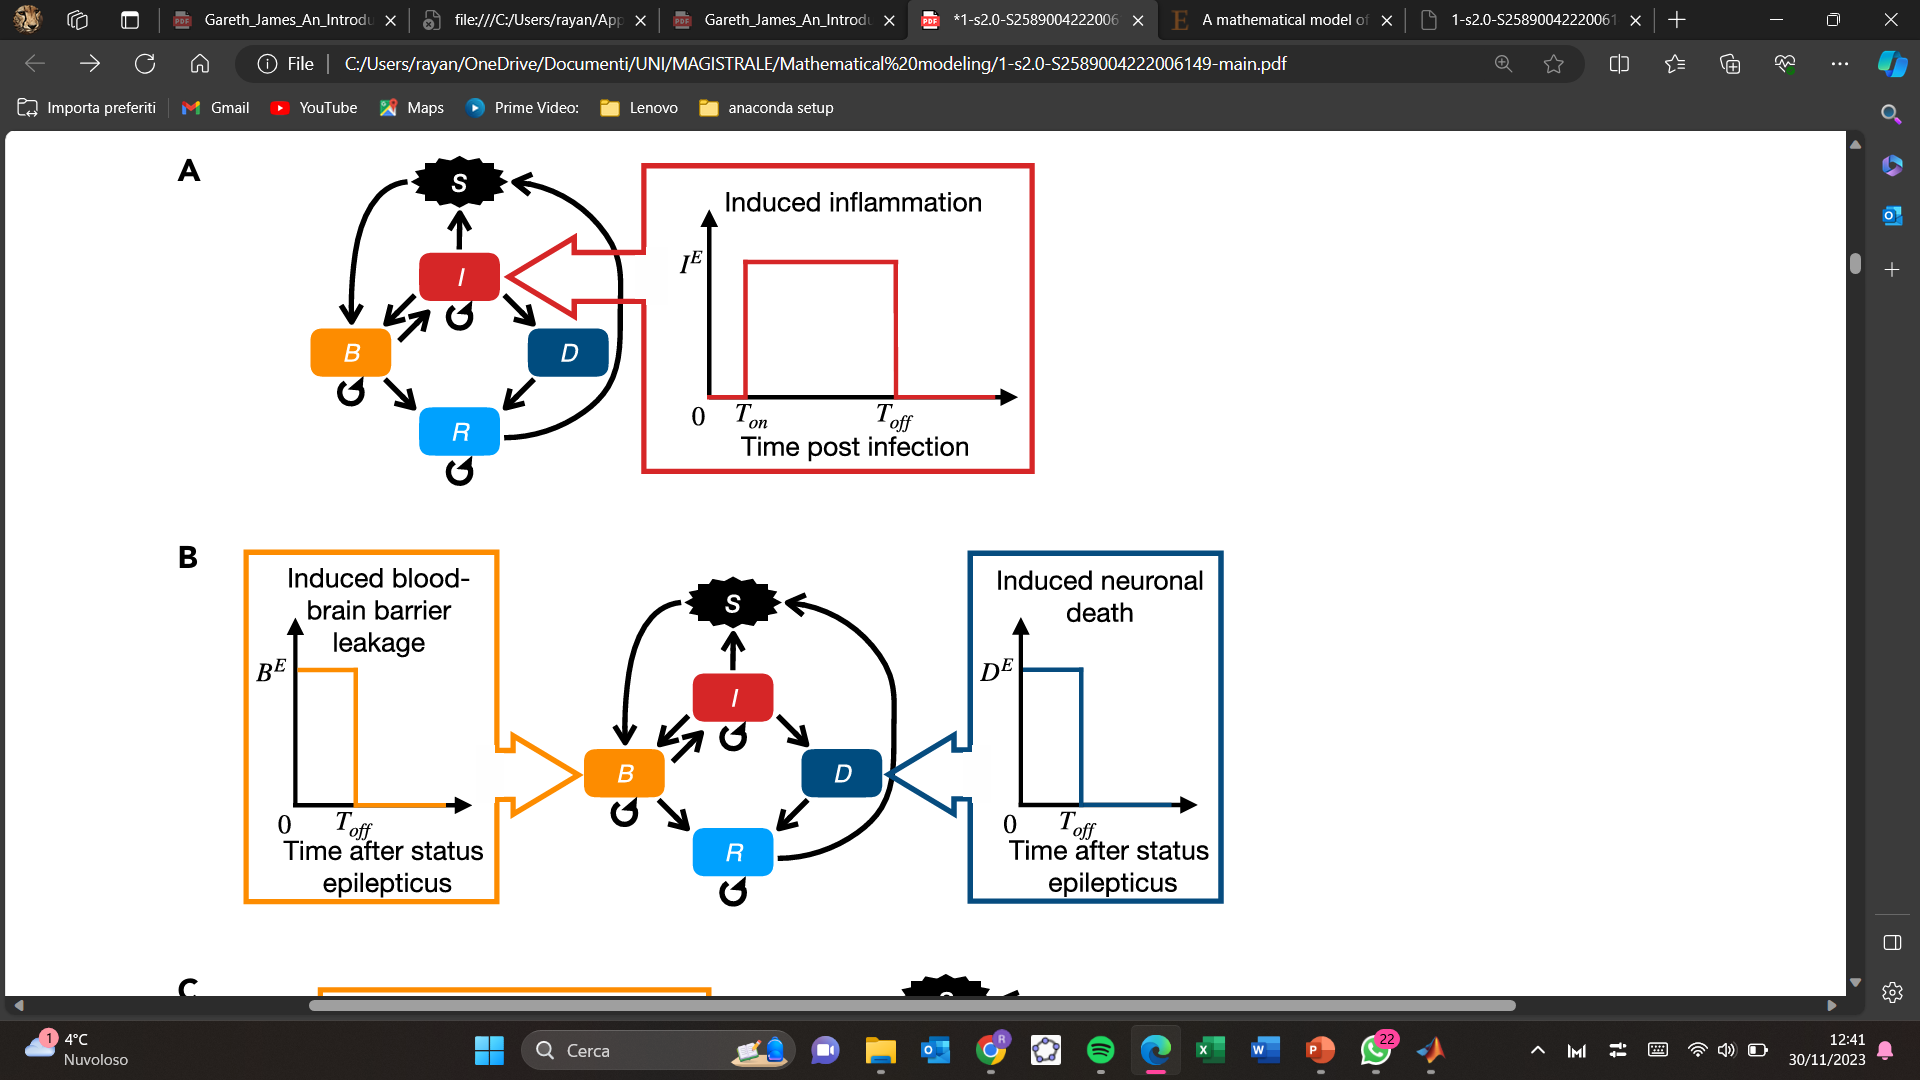 Gareth_James_An_Introdu
file:///C:/Users/rayan/App
Gareth_James_An_Introdu
*1-s2.0-S25890042220061
A mathematical model of
1-s2.0-S25890042220061
File
C:/Users/rayan/OneDrive/Documenti/UNI/MAGISTRALE/Mathematical%20modeling/1-s2.0-S2589004222006149-main.pdf
Importa preferiti
Gmail
YouTube
Maps
Prime Video:
Lenovo
anaconda setup
A
S
I
B
D
R
Induced inflammation
I^E
0
T_on
T_off
Time post infection
B
Induced blood-
brain barrier
leakage
B^E
0
T_off
Time after status
epilepticus
S
I
B
D
R
Induced neuronal
death
D^E
0
T_off
Time after status
epilepticus
C
1
4°C
Nuvoloso
Cerca
R
22
12:41
30/11/2023